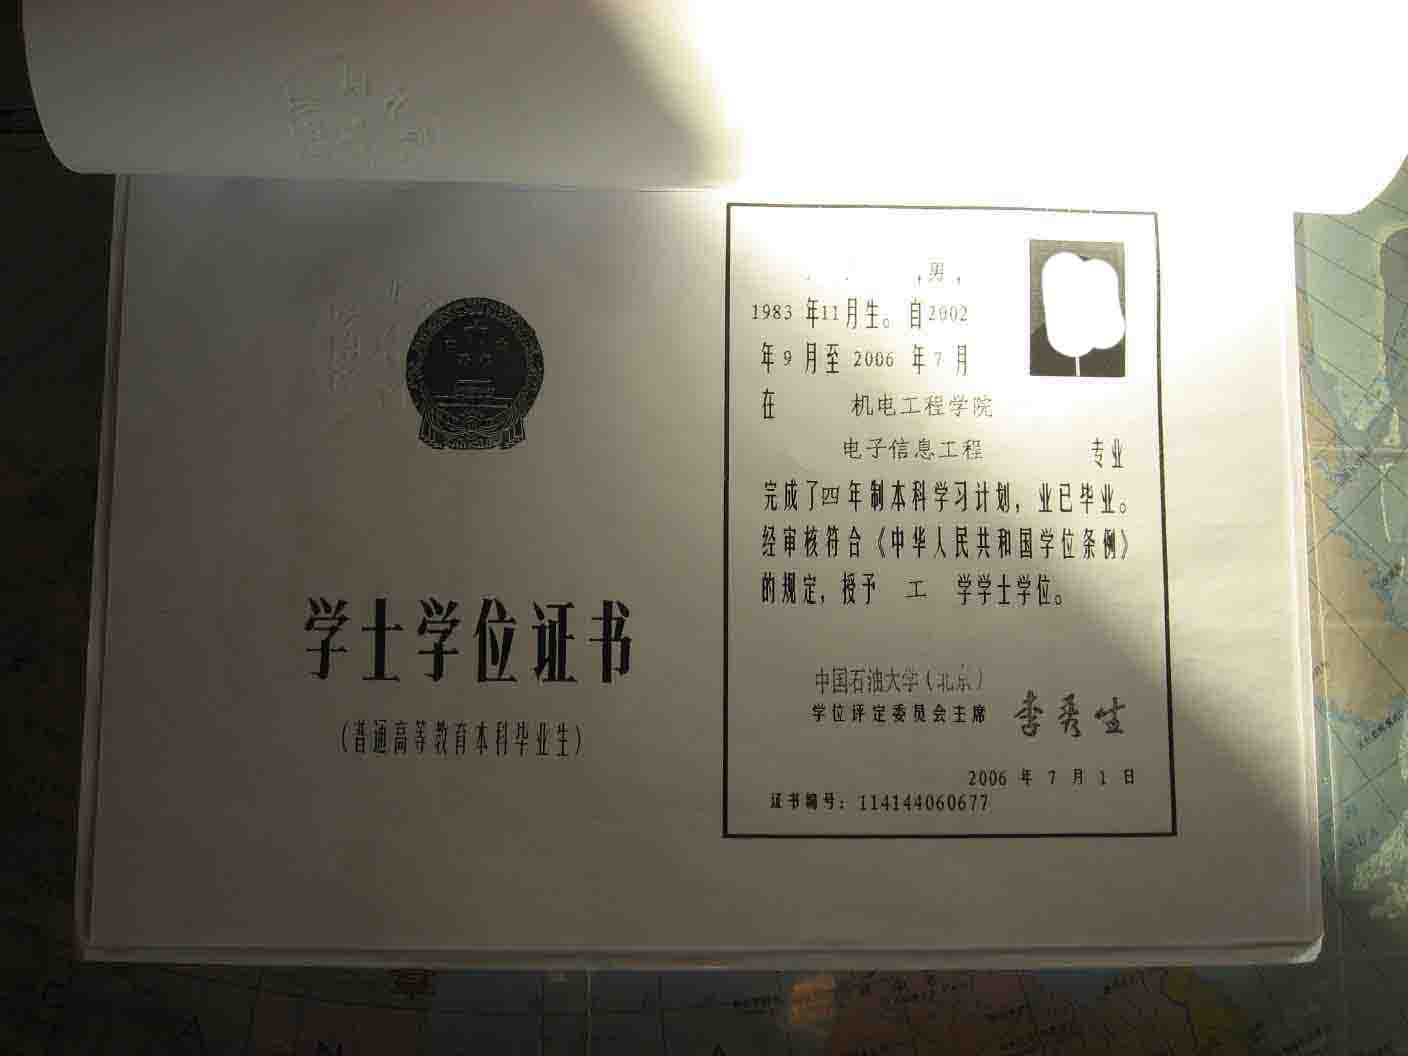 学士学位证书
(普通高等教育本科毕业生)
,男,
1983 年11月生。自2002
年9月至 2006 年7月
在 机电工程学院
电子信息工程 专业
完成了四年制本科学习计划,业已毕业。
经审核符合《中华人民共和国学位条例》
的规定,授予 工 学学士学位。
中国石油大学(北京)
学位评定委员会主席 李秀生
2006 年 7 月 1 日
证书编号:114144060677